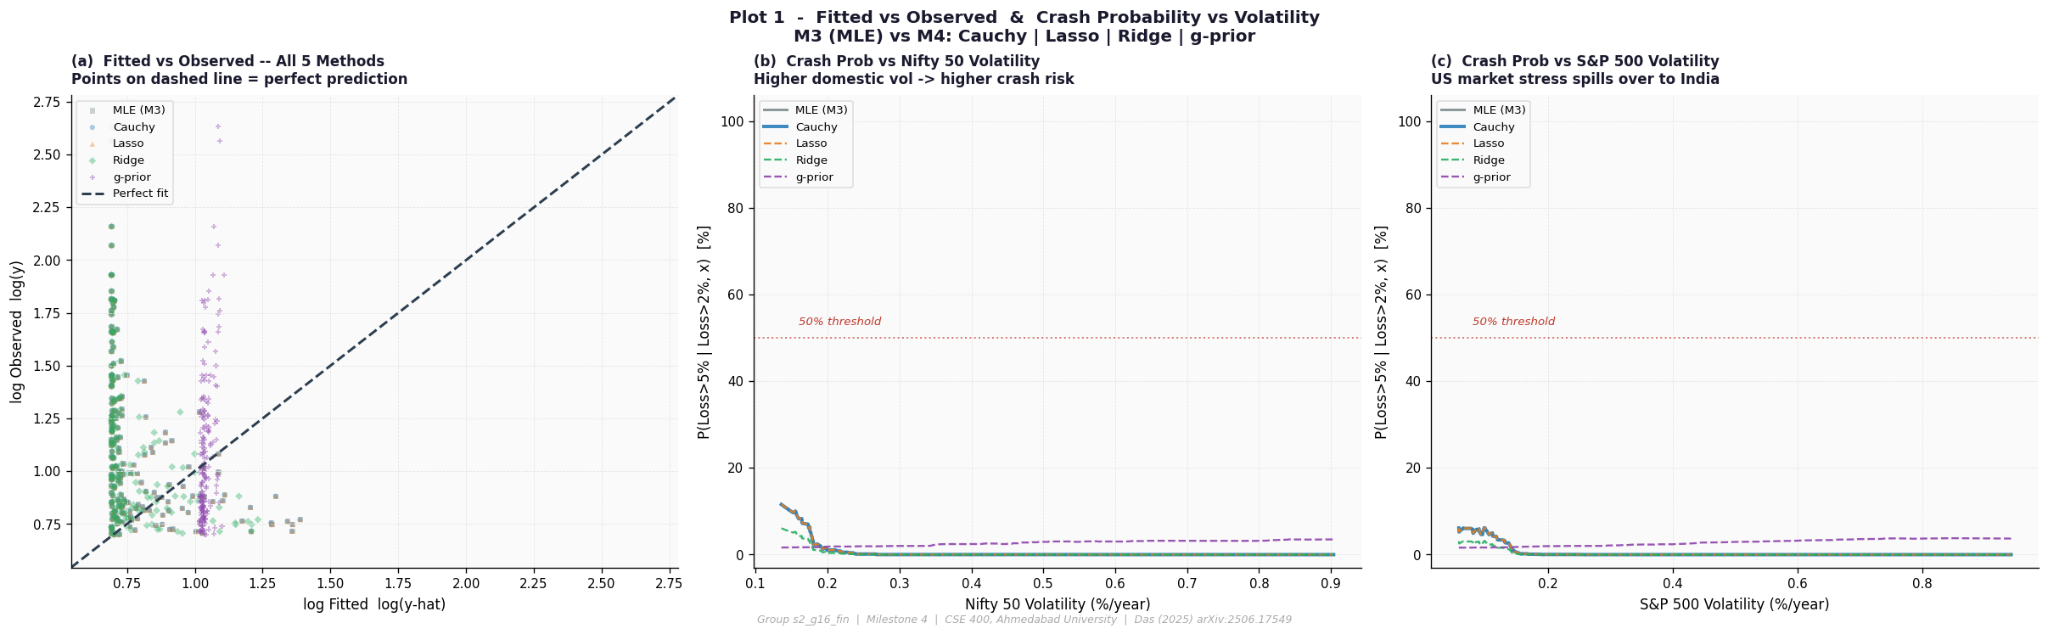 Plot 1  -  Fitted vs Observed  &  Crash Probability vs Volatility
M3 (MLE) vs M4: Cauchy | Lasso | Ridge | g-prior
(a)  Fitted vs Observed -- All 5 Methods
Points on dashed line = perfect prediction
2.75
2.50
2.25
2.00
1.75
1.50
1.25
1.00
0.75
log Observed  log(y)
MLE (M3)
Cauchy
Lasso
Ridge
g-prior
Perfect fit
0.75
1.00
1.25
1.50
1.75
2.00
2.25
2.50
2.75
log Fitted  log(y-hat)
(b)  Crash Prob vs Nifty 50 Volatility
Higher domestic vol -> higher crash risk
100
80
60
40
20
0
P(Loss>5% | Loss>2%, x)  [%]
MLE (M3)
Cauchy
Lasso
Ridge
g-prior
50% threshold
0.1
0.2
0.3
0.4
0.5
0.6
0.7
0.8
0.9
Nifty 50 Volatility (%/year)
(c)  Crash Prob vs S&P 500 Volatility
US market stress spills over to India
100
80
60
40
20
0
P(Loss>5% | Loss>2%, x)  [%]
MLE (M3)
Cauchy
Lasso
Ridge
g-prior
50% threshold
0.2
0.4
0.6
0.8
S&P 500 Volatility (%/year)
Group s2_g16_fin  |  Milestone 4  |  CSE 400, Ahmedabad University  |  Das (2025) arXiv:2506.17549